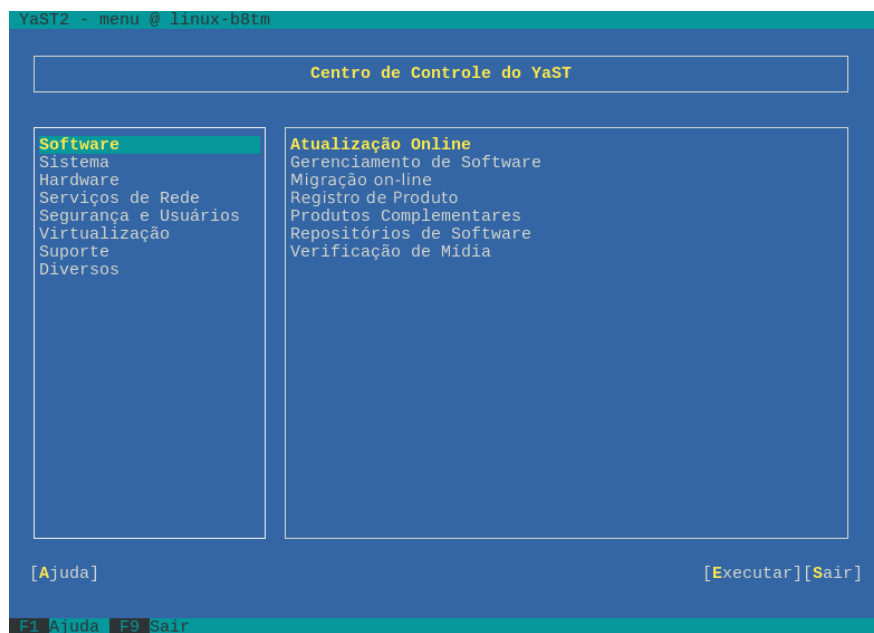 YaST2 - menu @ linux-b8tm
Centro de Controle do YaST
Software
Sistema
Hardware
Serviços de Rede
Segurança e Usuários
Virtualização
Suporte
Diversos
Atualização Online
Gerenciamento de Software
Migração on-line
Registro de Produto
Produtos Complementares
Repositórios de Software
Verificação de Mídia
[Ajuda] [Executar][Sair]
F1 Ajuda F9 Sair